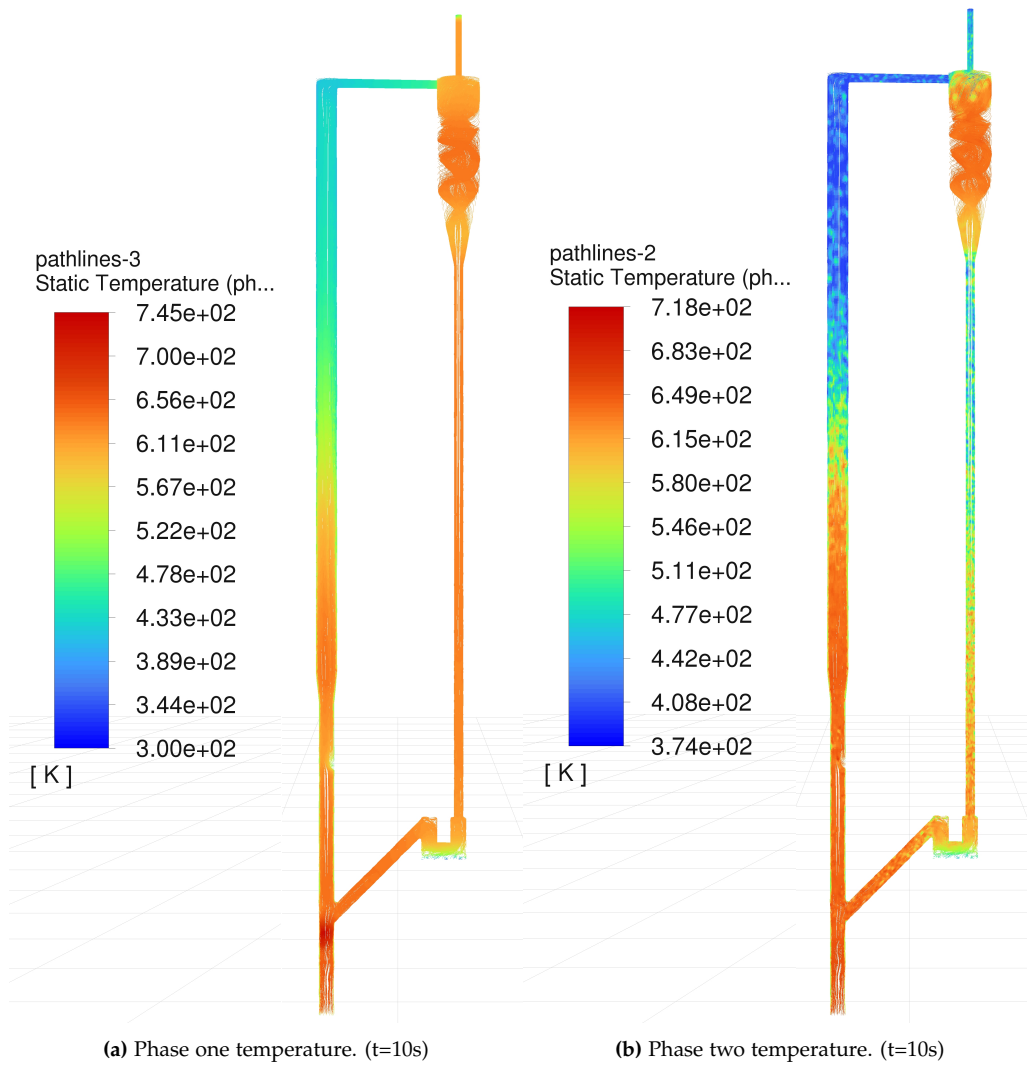 pathlines-3
Static Temperature (ph...
7.45e+02
7.00e+02
6.56e+02
6.11e+02
5.67e+02
5.22e+02
4.78e+02
4.33e+02
3.89e+02
3.44e+02
3.00e+02
[ K ]
pathlines-2
Static Temperature (ph...
7.18e+02
6.83e+02
6.49e+02
6.15e+02
5.80e+02
5.46e+02
5.11e+02
4.77e+02
4.42e+02
4.08e+02
3.74e+02
[ K ]
(a) Phase one temperature. (t=10s)
(b) Phase two temperature. (t=10s)